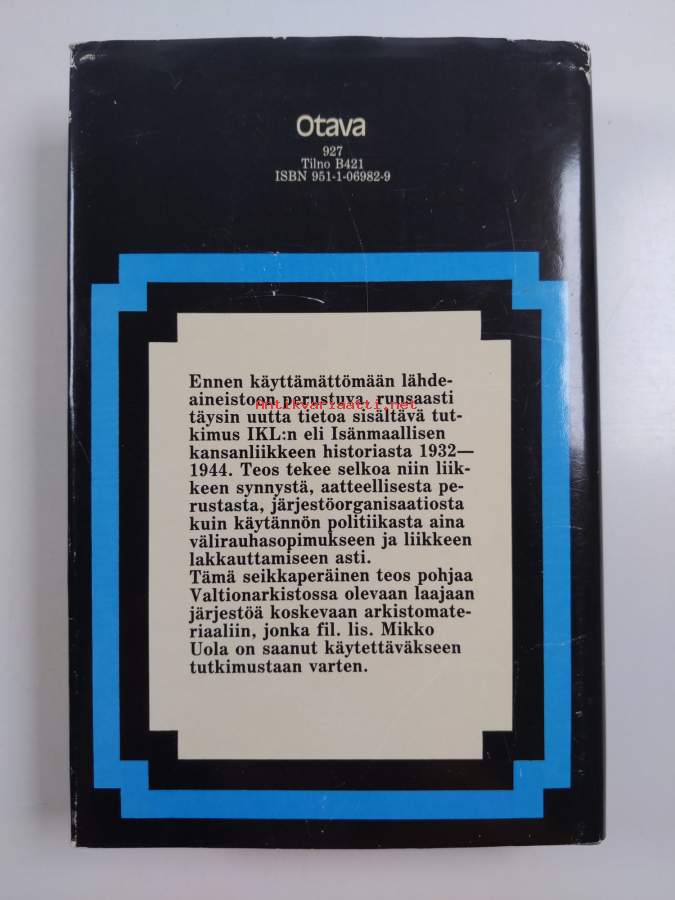 Otava
927
Tilno B421
ISBN 951-1-06982-9
Ennen käyttämättömään lähde-
aineistoon perustuva, runsaasti
Antikvariaatti.net
täysin uutta tietoa sisältävä tut-
kimus IKL:n eli Isänmaallisen
kansanliikkeen historiasta 1932—
1944. Teos tekee selkoa niin liik-
keen synnystä, aatteellisesta pe-
rustasta, järjestöorganisaatiosta
kuin käytännön politiikasta aina
välirauhasopimukseen ja liikkeen
lakkauttamiseen asti.
Tämä seikkaperäinen teos pohjaa
Valtionarkistossa olevaan laajaan
järjestöä koskevaan arkistomate-
riaaliin, jonka fil. lis. Mikko
Uola on saanut käytettäväkseen
tutkimustaan varten.